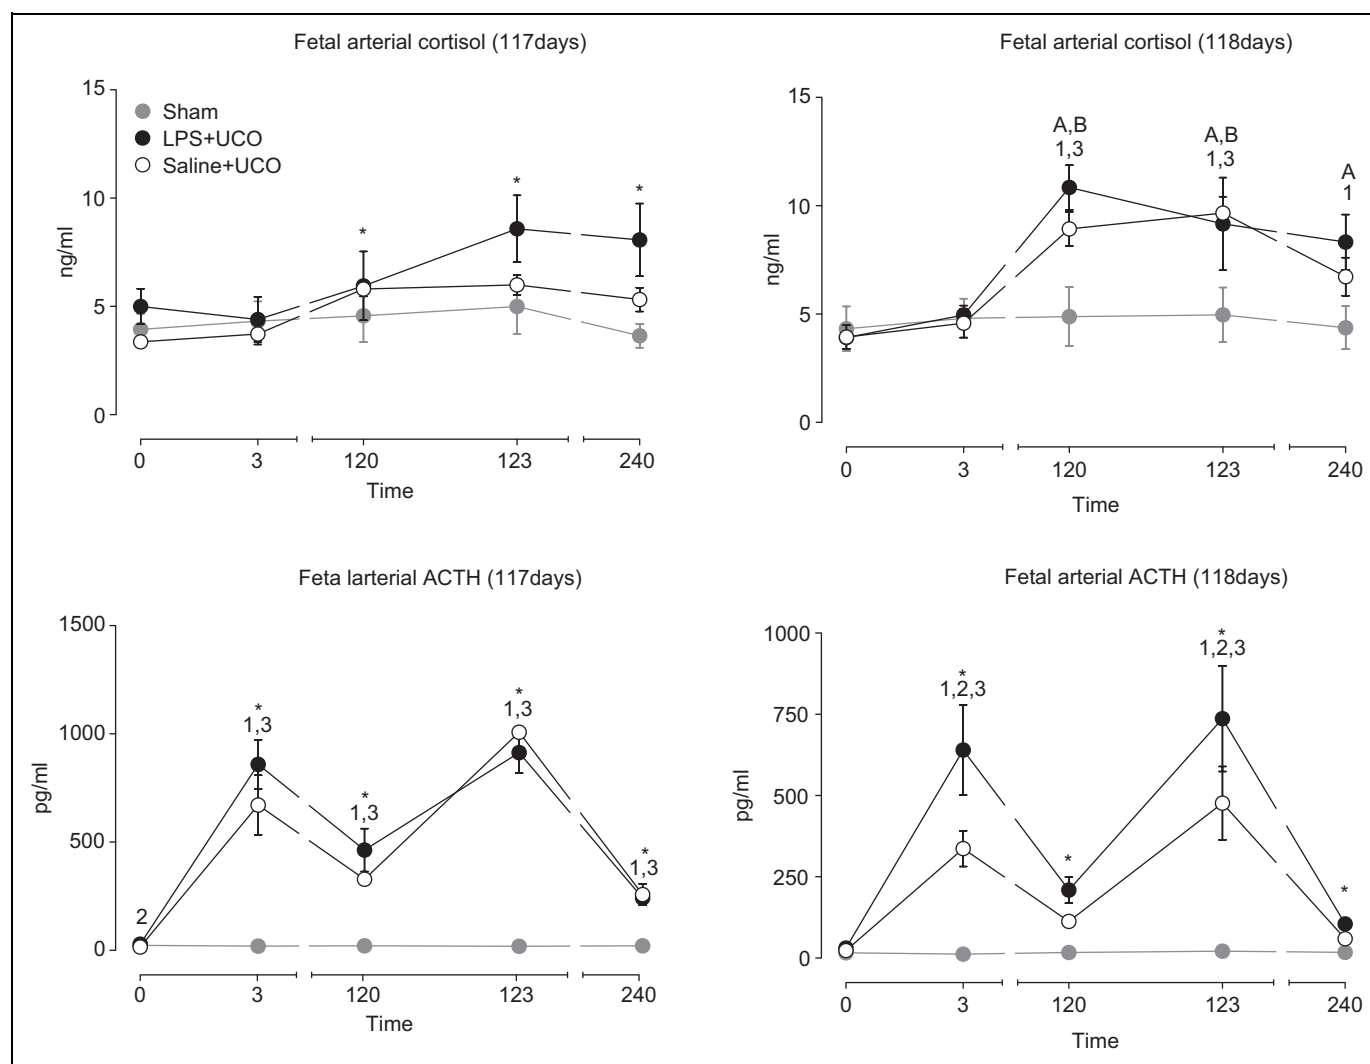 Fetal arterial cortisol (117days)
15
Sham
LPS+UCO
Saline+UCO
10
5
0
ng/ml
*
*
*
0 3 120 123 240
Time
Fetal arterial cortisol (118days)
15
10
5
0
ng/ml
A,B
1,3
A,B
1,3
A
1
0 3 120 123 240
Time
Feta larterial ACTH (117days)
1500
1000
500
0
pg/ml
2
*
1,3
*
1,3
*
1,3
*
1,3
0 3 120 123 240
Time
Fetal arterial ACTH (118days)
1000
750
500
250
0
pg/ml
*
1,2,3
*
*
1,2,3
*
0 3 120 123 240
Time